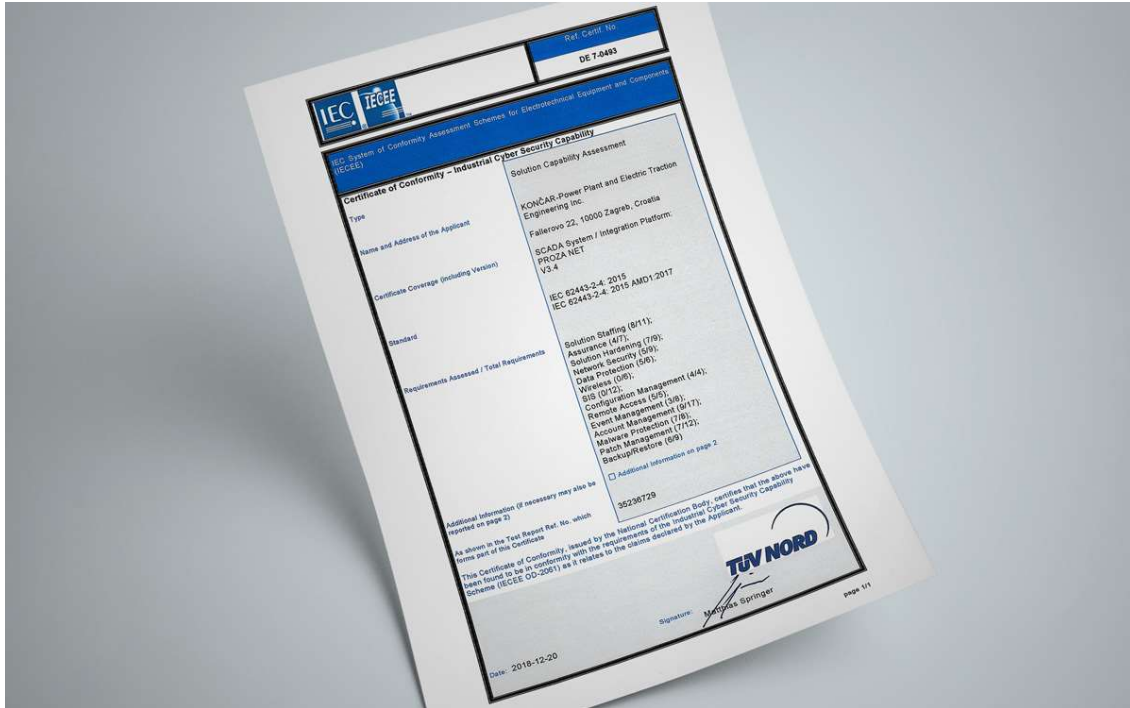 Ref. Certif. No.
DE 7-0493
IEC IECEE
IEC System of Conformity Assessment Schemes for Electrotechnical Equipment and Components
(IECEE)
Certificate of Conformity – Industrial Cyber Security Capability
Type
Solution Capability Assessment
Name and Address of the Applicant
KONČAR-Power Plant and Electric Traction
Engineering Inc.
Fallerovo 22, 10000 Zagreb, Croatia
Certificate Coverage (including Version)
SCADA System / Integration Platform:
PROZA NET
V3.4
Standard
IEC 62443-2-4: 2015
IEC 62443-2-4: 2015 AMD1:2017
Requirements Assessed / Total Requirements
Solution Staffing (8/11);
Assurance (4/7);
Solution Hardening (7/9);
Network Security (5/9);
Data Protection (5/6);
Wireless (0/6);
SIS (0/12);
Configuration Management (4/4);
Remote Access (5/5);
Event Management (3/8);
Account Management (9/17);
Malware Protection (7/8);
Patch Management (7/12);
Backup/Restore (6/9)
Additional Information (if necessary may also be
reported on page 2)
Additional Information on page 2
As shown in the Test Report Ref. No. which
forms part of this Certificate
35236729
This Certificate of Conformity, issued by the National Certification Body, certifies that the above have
been found to be in conformity with the requirements of the Industrial Cyber Security Capability
Scheme (IECEE OD-2061) as it relates to the claims declared by the Applicant.
TÜV NORD
Signature: Matthias Springer
Date: 2018-12-20
page 1/1